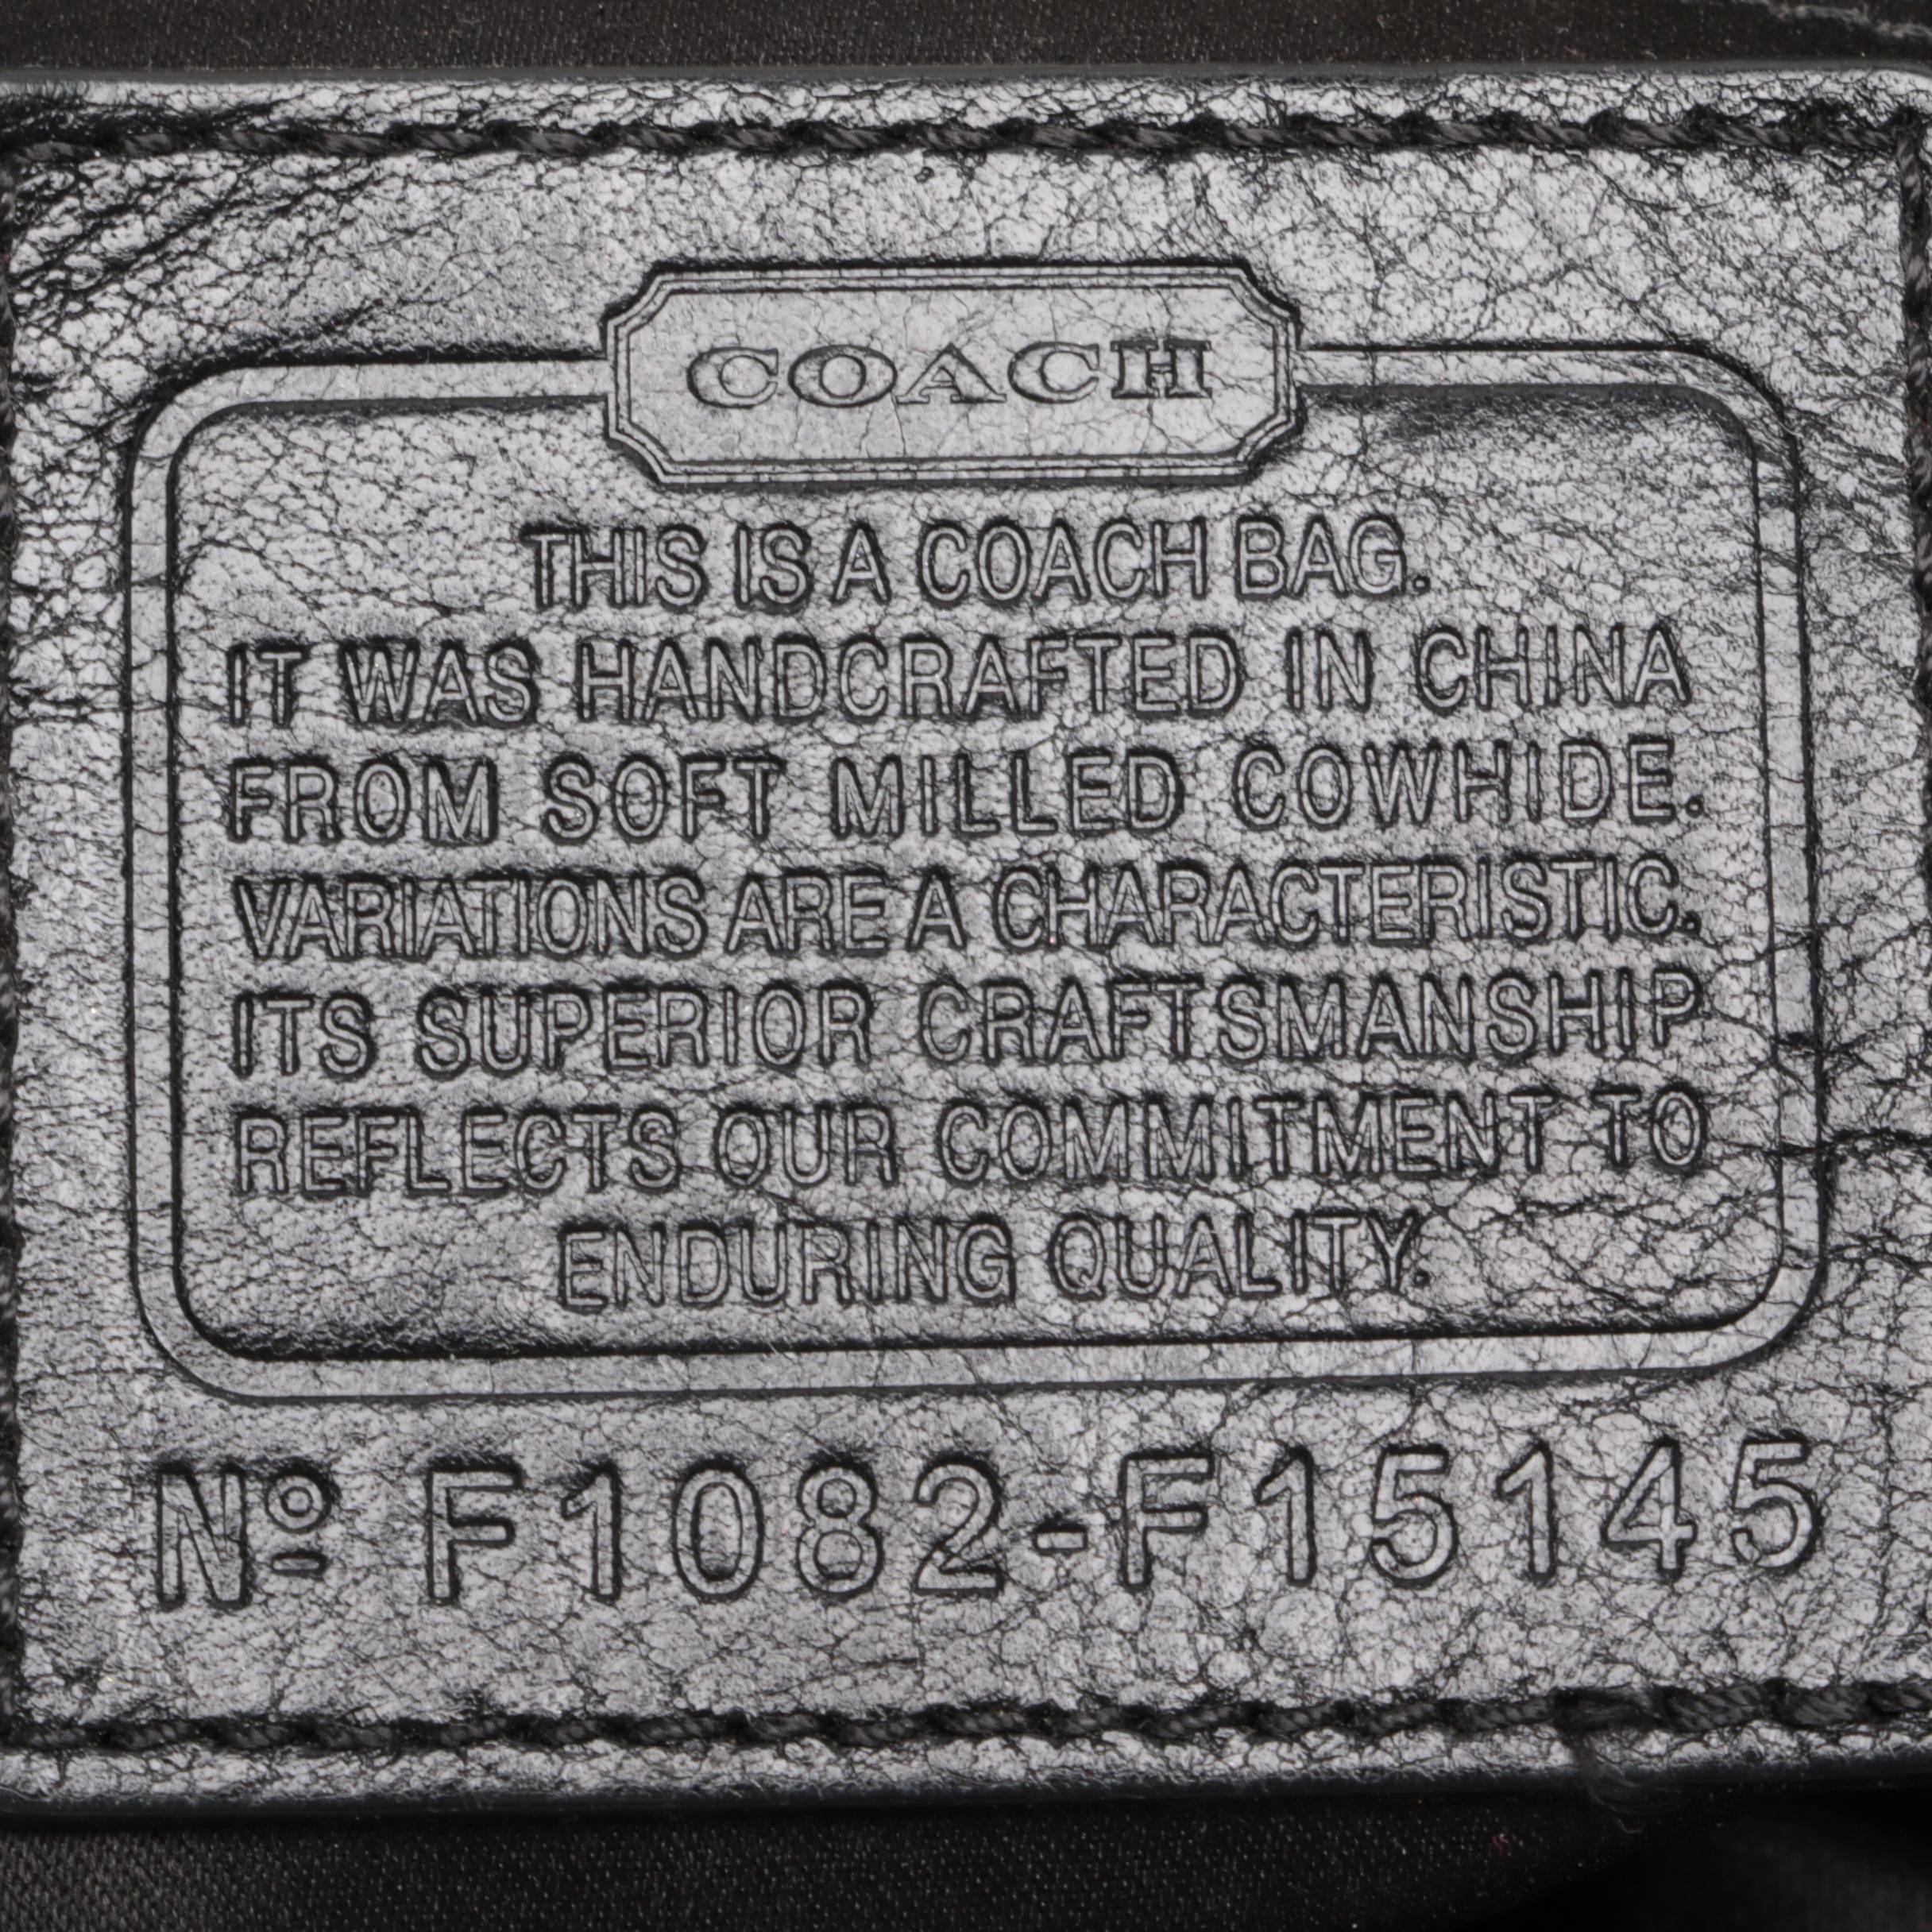 COACH
THIS IS A COACH BAG.
IT WAS HANDCRAFTED IN CHINA
FROM SOFT MILLED COWHIDE.
VARIATIONS ARE A CHARACTERISTIC.
ITS SUPERIOR CRAFTSMANSHIP
REFLECTS OUR COMMITMENT TO
ENDURING QUALITY.
Nº F1082-F15145